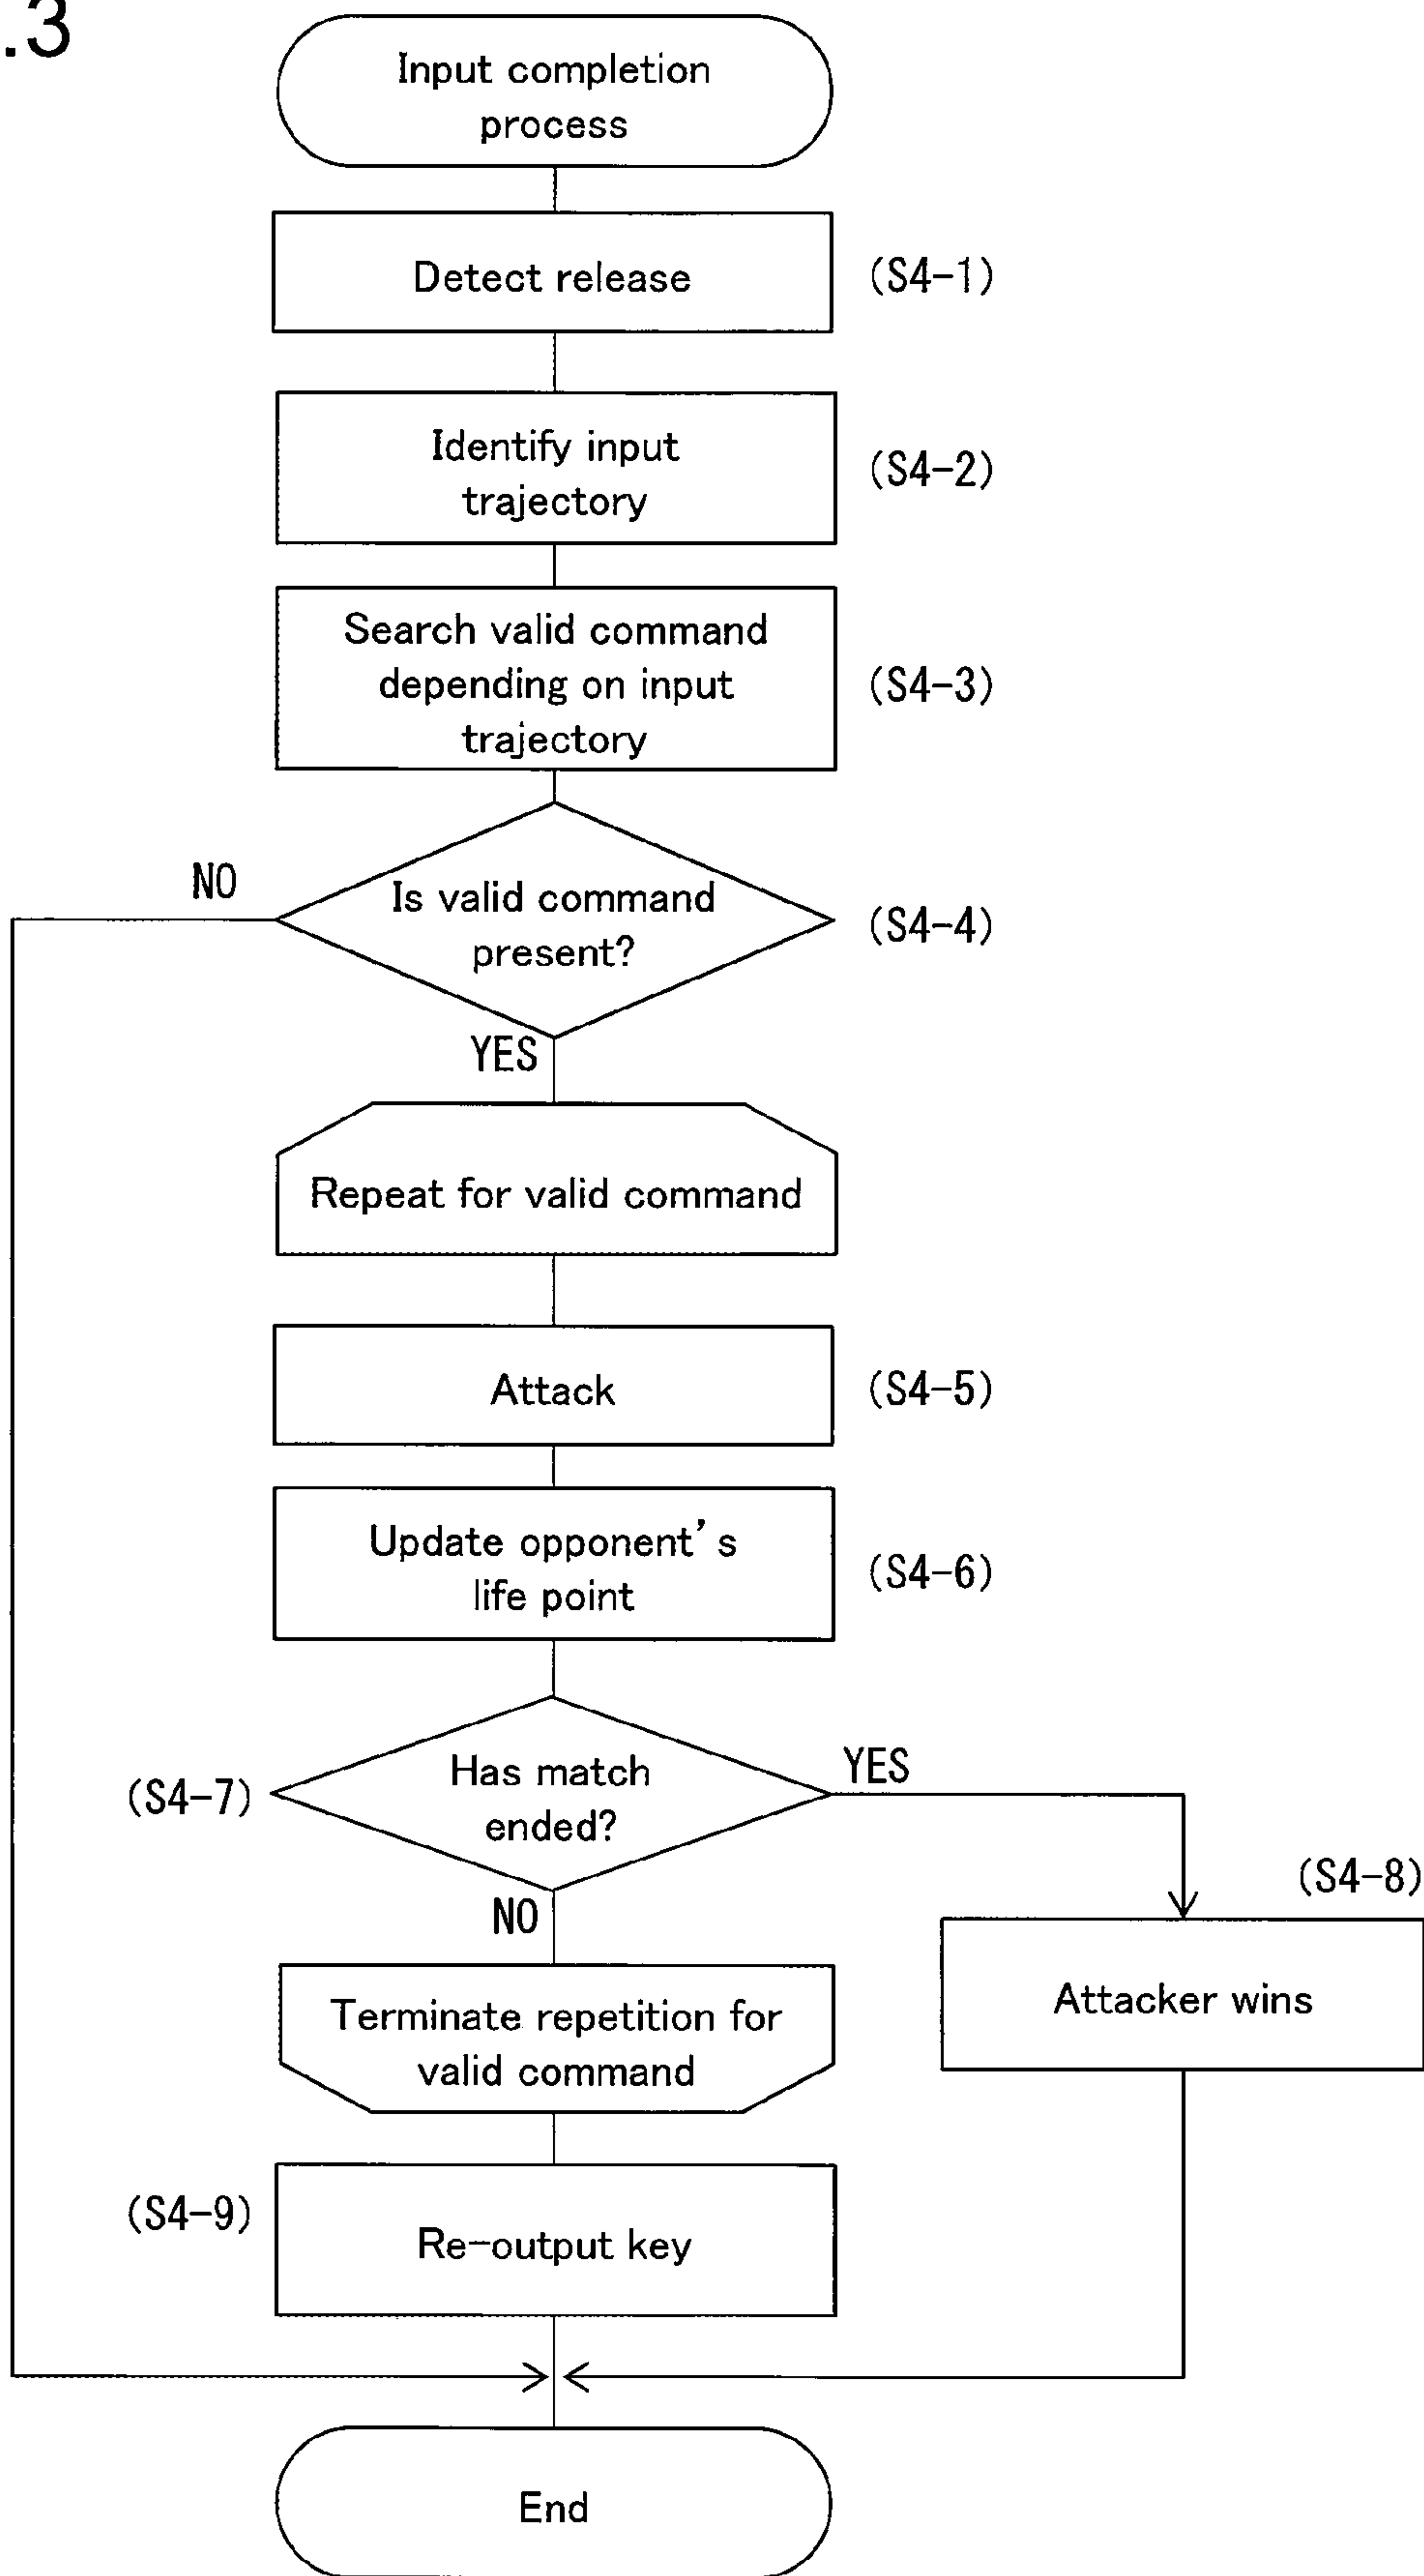 .3
Input completion
process
Detect release
(S4-1)
Identify input
trajectory
(S4-2)
Search valid command
depending on input
trajectory
(S4-3)
NO
Is valid command
present?
(S4-4)
YES
Repeat for valid command
Attack
(S4-5)
Update opponent's
life point
(S4-6)
(S4-7)
Has match
ended?
YES
NO
(S4-8)
Attacker wins
Terminate repetition for
valid command
(S4-9)
Re-output key
End